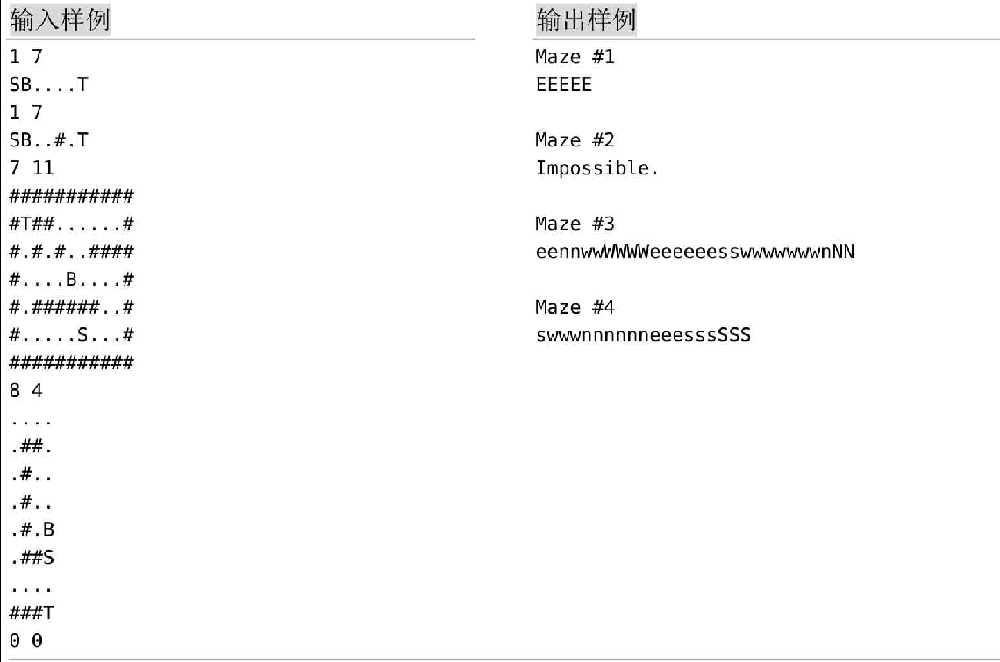 输入样例
1 7
SB....T
1 7
SB..#.T
7 11
###########
#T##......#
#.#.#..####
#....B....#
#.######..#
#.....S...#
###########
8 4
....
.##.
.#..
.#..
.#.B
.##S
....
###T
0 0
输出样例
Maze #1
EEEEE
Maze #2
Impossible.
Maze #3
eennwwWWWWeeeeeesswwwwwwwnNN
Maze #4
swwwnnnnnneeesssSSS